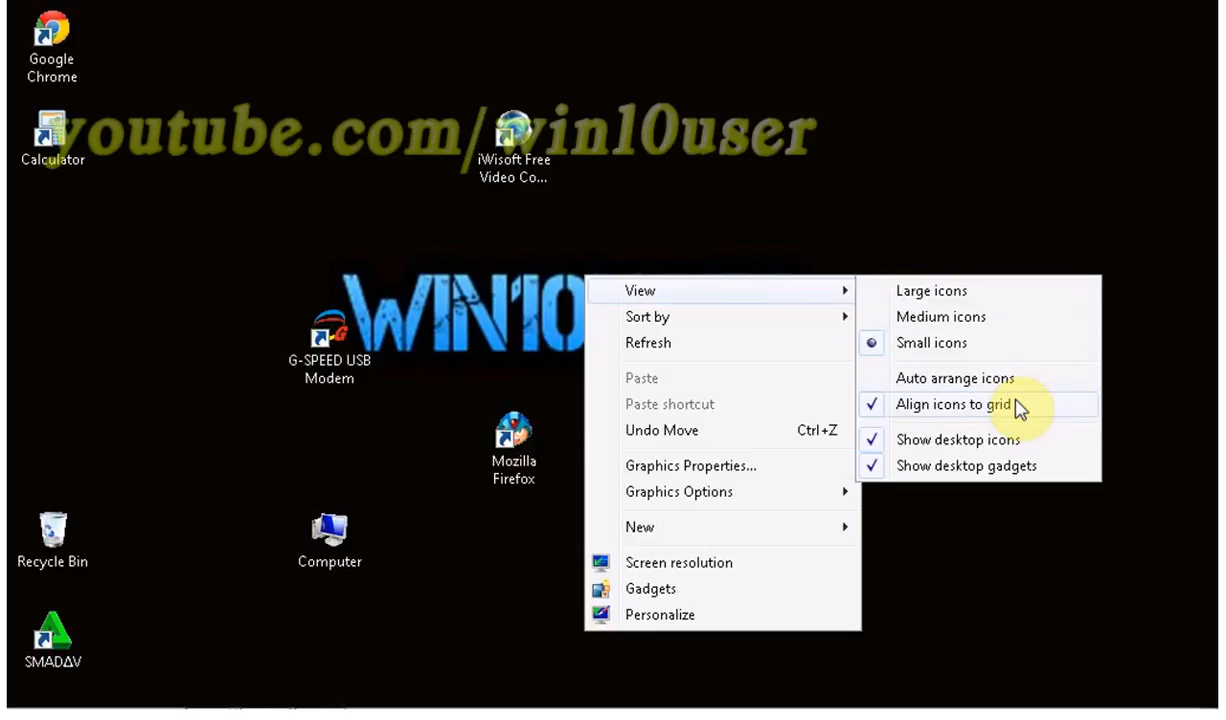 Google
Chrome
youtube.com/win10user
Calculator
iWisoft Free
Video Co...
WIN10
G-SPEED USB
Modem
Mozilla
Firefox
Recycle Bin
Computer
SMADΔV
View
Sort by
Refresh
Paste
Paste shortcut
Undo Move Ctrl+Z
Graphics Properties...
Graphics Options
New
Screen resolution
Gadgets
Personalize
Large icons
Medium icons
Small icons
Auto arrange icons
Align icons to grid
Show desktop icons
Show desktop gadgets